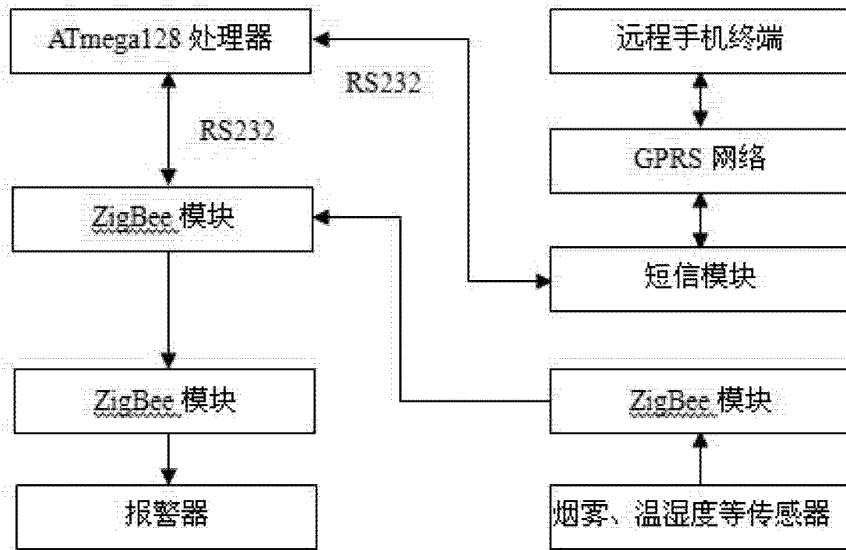 ATmega128 处理器
远程手机终端
RS232
RS232
GPRS 网络
ZigBee 模块
短信模块
ZigBee 模块
ZigBee 模块
报警器
烟雾、温湿度等传感器